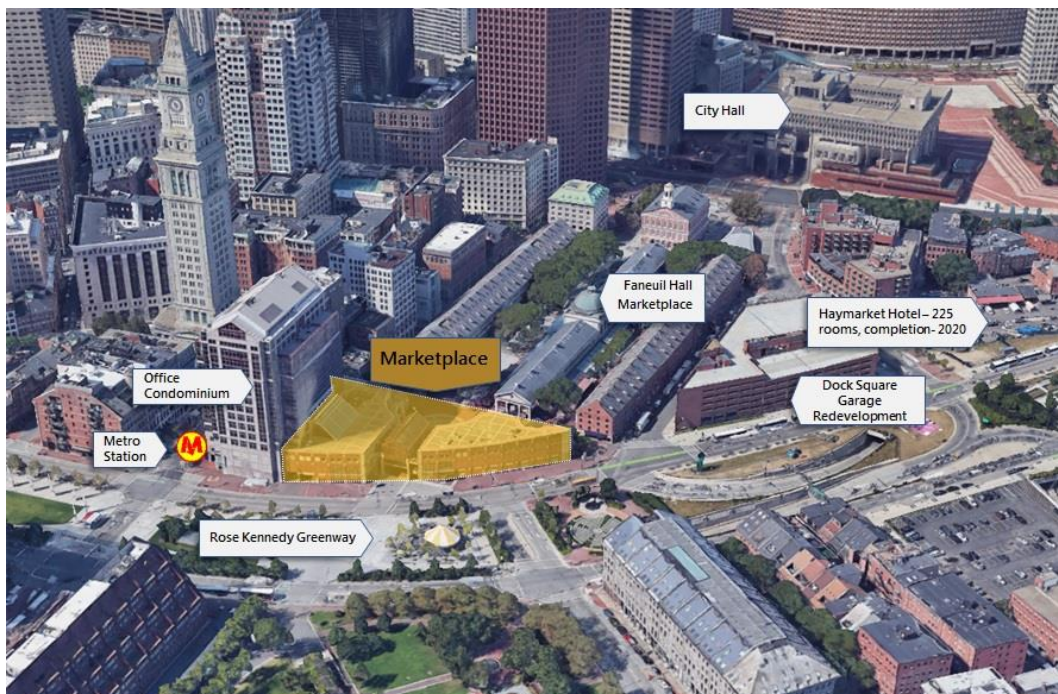 City Hall
Faneuil Hall
Marketplace
Haymarket Hotel – 225
rooms, completion- 2020
Marketplace
Office
Condominium
Dock Square
Garage
Redevelopment
Metro
Station
M
Rose Kennedy Greenway